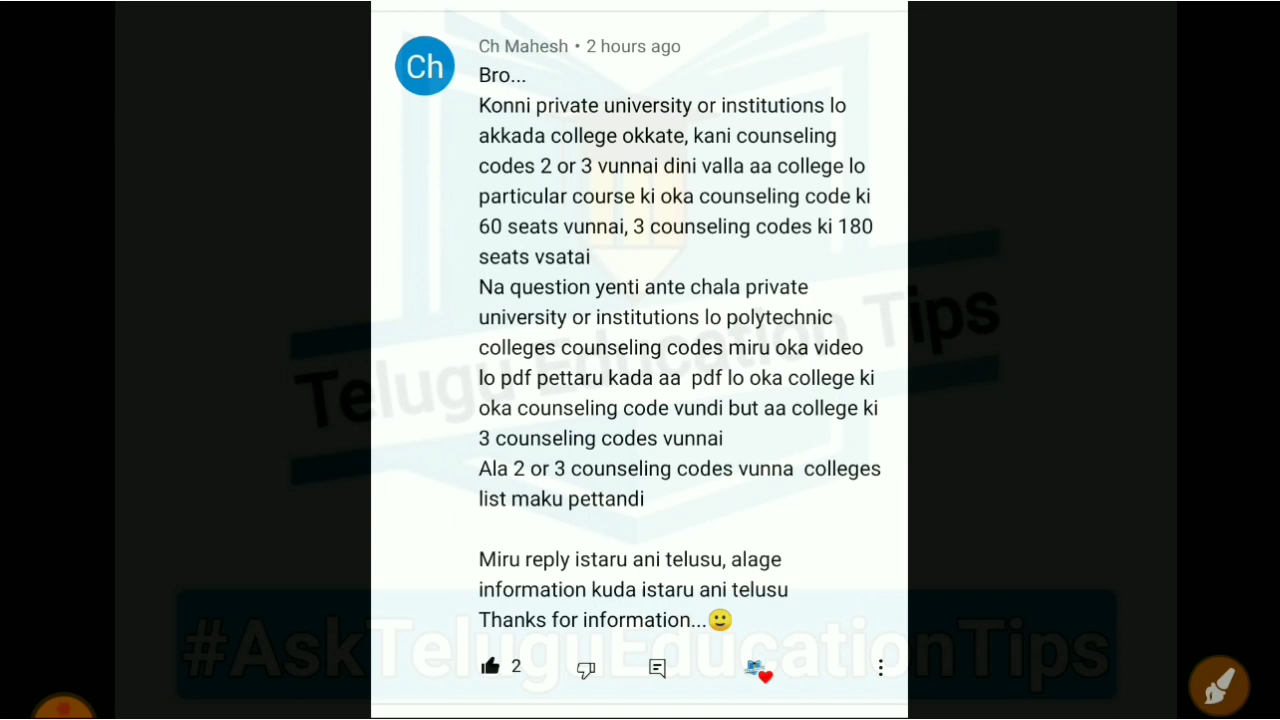 Ch
Ch Mahesh • 2 hours ago
Bro...
Konni private university or institutions lo
akkada college okkate, kani counseling
codes 2 or 3 vunnai dini valla aa college lo
particular course ki oka counseling code ki
60 seats vunnai, 3 counseling codes ki 180
seats vsatai
Na question yenti ante chala private
university or institutions lo polytechnic
colleges counseling codes miru oka video
lo pdf pettaru kada aa pdf lo oka college ki
oka counseling code vundi but aa college ki
3 counseling codes vunnai
Ala 2 or 3 counseling codes vunna colleges
list maku pettandi
Miru reply istaru ani telusu, alage
information kuda istaru ani telusu
Thanks for information...🙂
2
Telugu Education Tips
#AskTeluguEducationTips